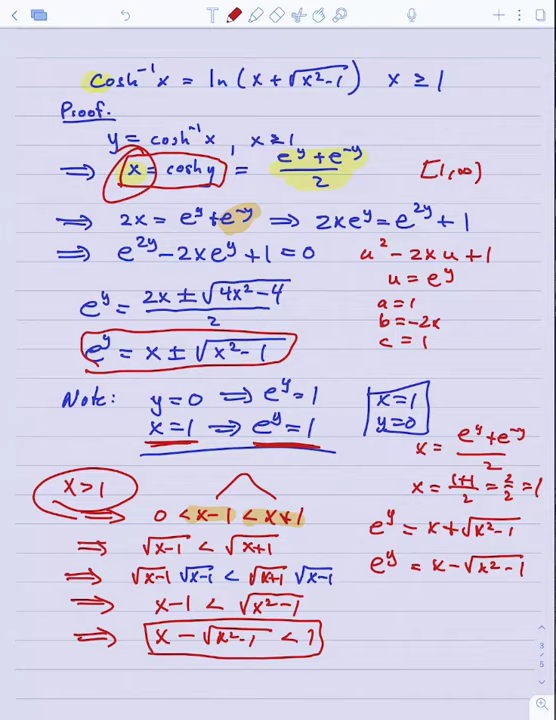 cosh⁻¹x = ln(x + √(x²-1))   x ≥ 1
Proof.
y = cosh⁻¹x, x ≥ 1
⟹ x = cosh y = (e^y + e^-y)/2   [1, ∞)
⟹ 2x = e^y + e^-y ⟹ 2xe^y = e^2y + 1
⟹ e^2y - 2xe^y + 1 = 0   u² - 2xu + 1
u = e^y
e^y = (2x ± √(4x²-4))/2   a = 1
b = -2x
e^y = x ± √(x²-1)   c = 1
Note: y = 0 ⟹ e^y = 1   x = 1
x = 1 ⟹ e^y = 1   y = 0
x = (e^y + e^-y)/2
x > 1   x = (1+1)/2 = 2/2 = 1
⟹ 0 < x-1 < x+1   e^y = x + √(x²-1)
⟹ √(x-1) < √(x+1)   e^y = x - √(x²-1)
⟹ √(x-1) √(x-1) < √(x+1) √(x-1)
⟹ x-1 < √(x²-1)
⟹ x - √(x²-1) < 1
3
5